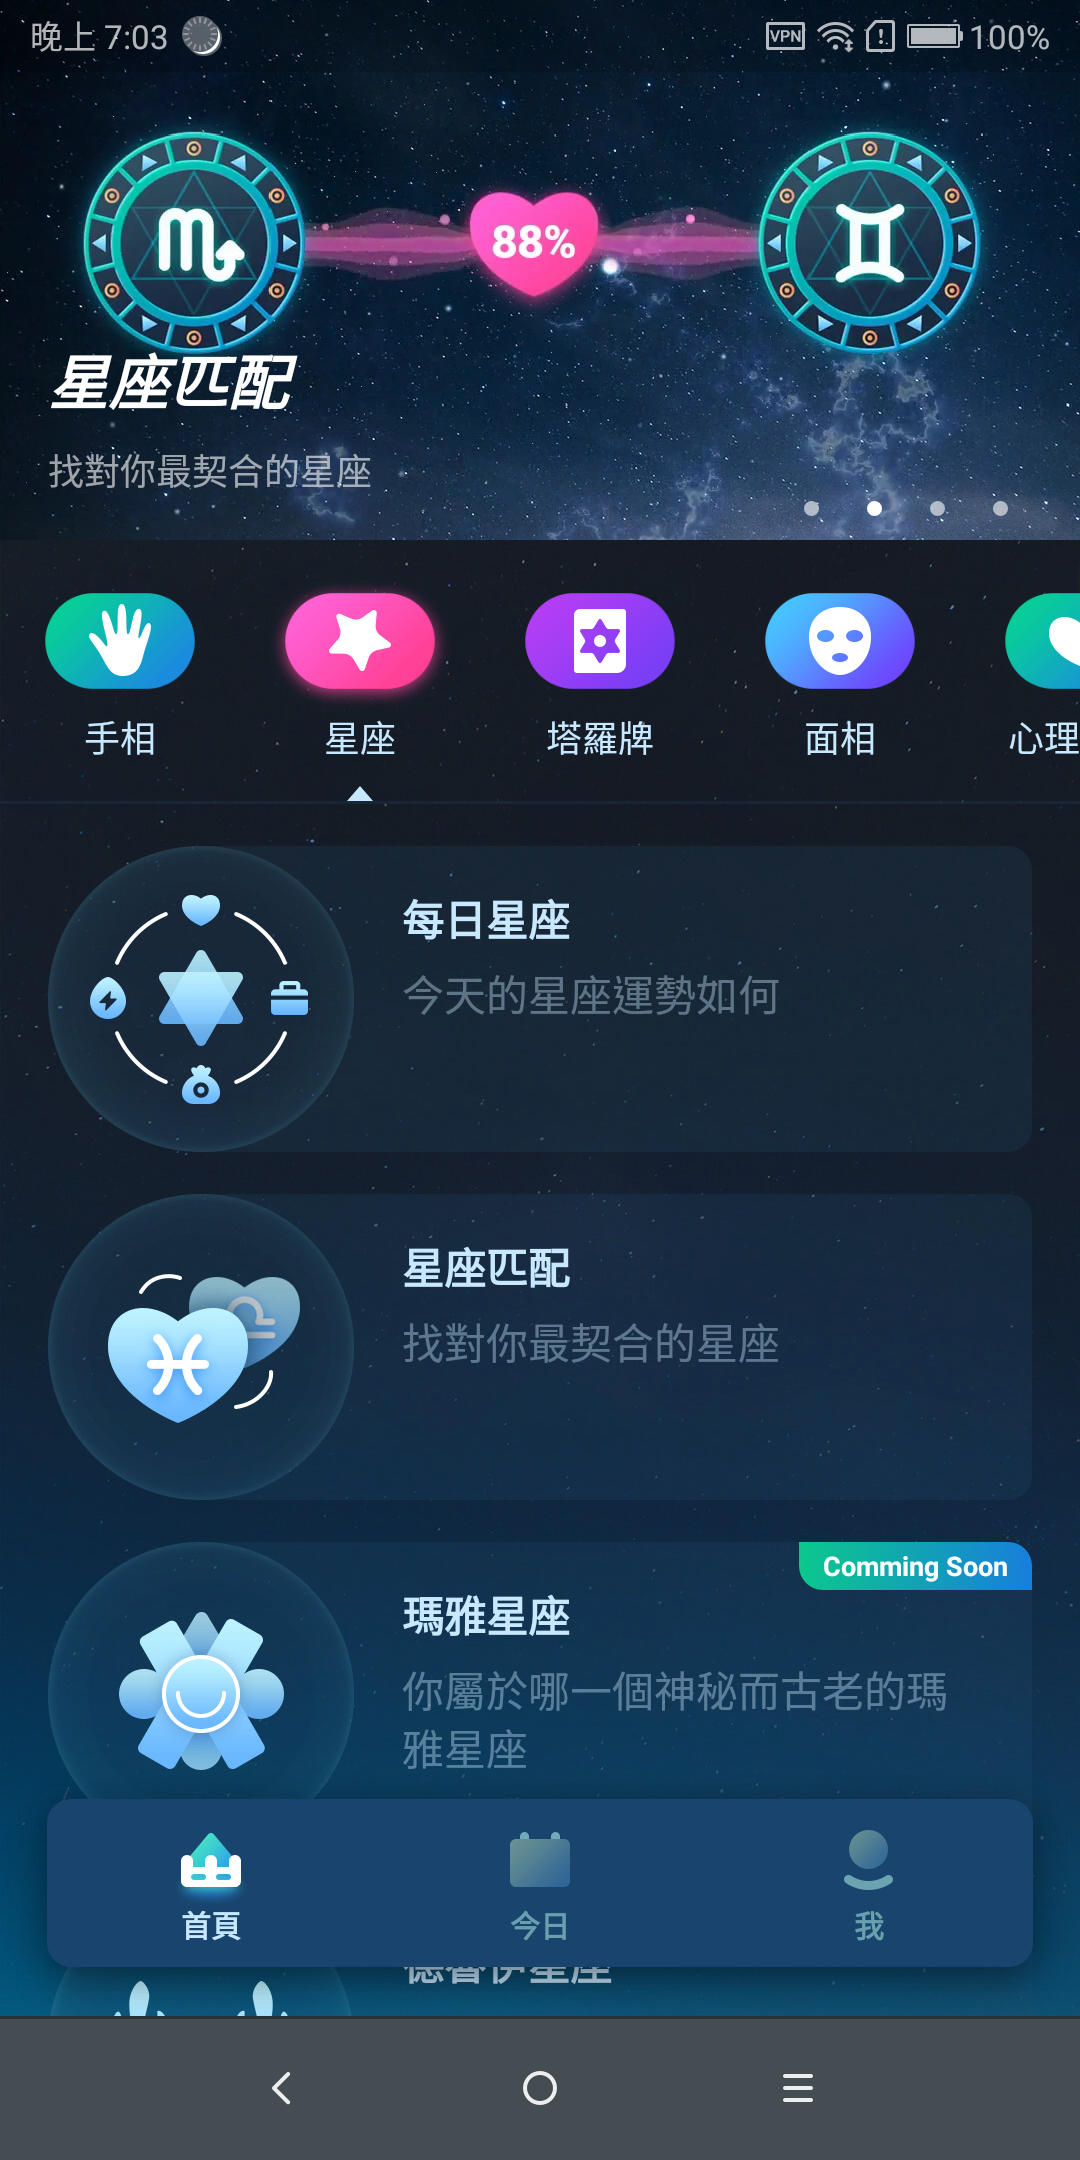 晚上 7:03
VPN
100%
88%
星座匹配
找對你最契合的星座
手相
星座
塔羅牌
面相
心理
每日星座
今天的星座運勢如何
星座匹配
找對你最契合的星座
Comming Soon
瑪雅星座
你屬於哪一個神秘而古老的瑪
雅星座
首頁
今日
我